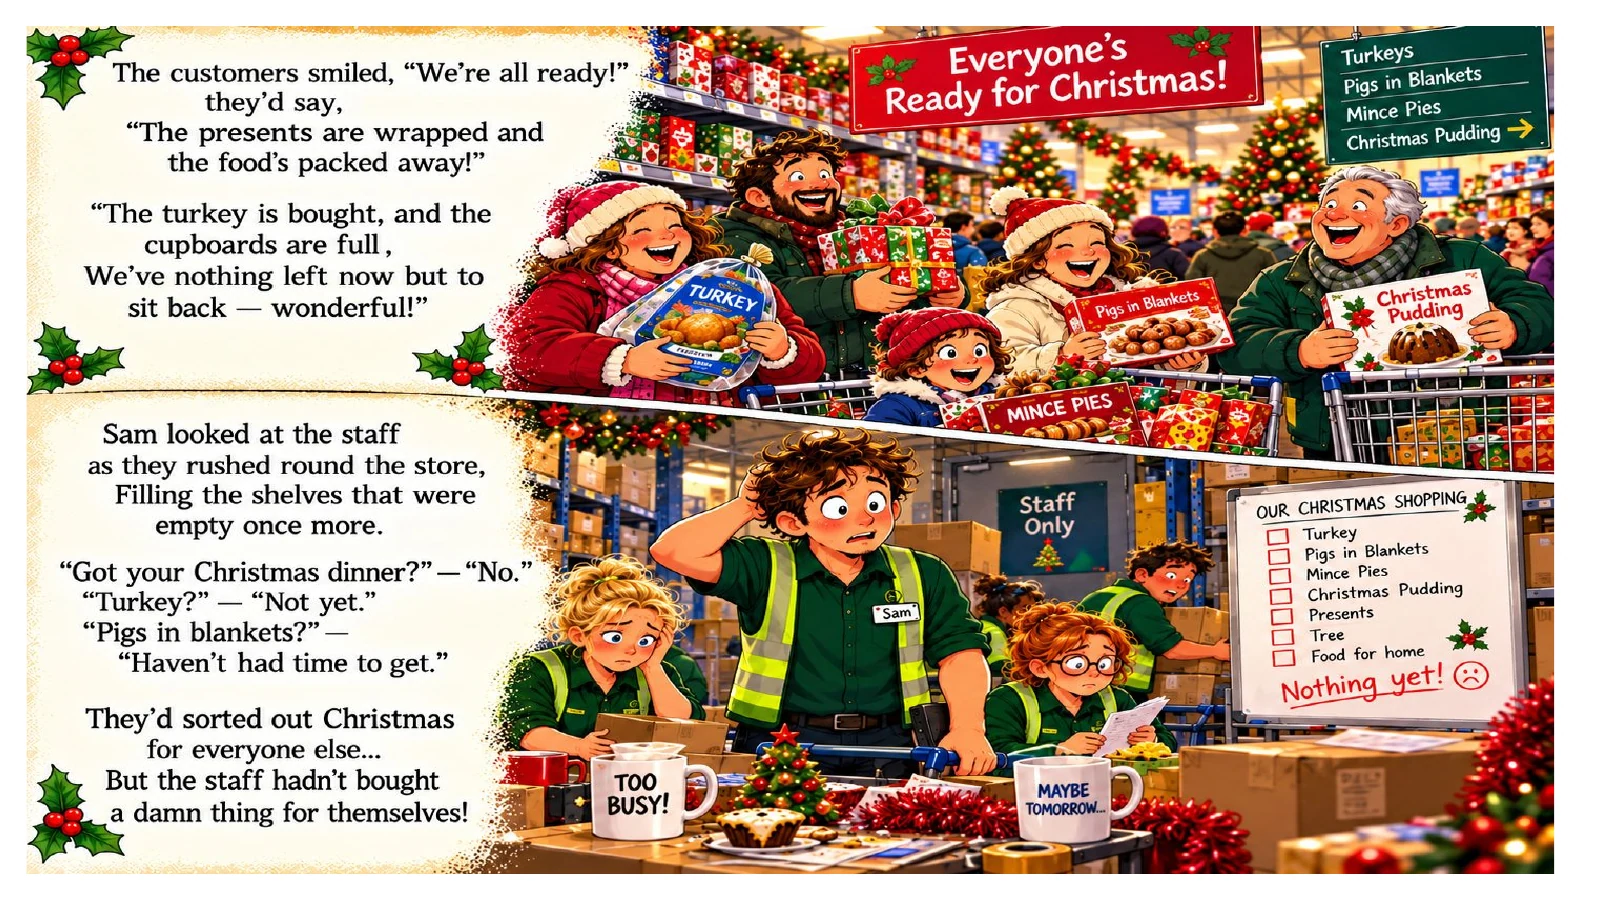 The customers smiled, “We’re all ready!”
they’d say,
“The presents are wrapped and
the food’s packed away!”
“The turkey is bought, and the
cupboards are full,
We’ve nothing left now but to
sit back — wonderful!”
Everyone’s
Ready for Christmas!
Turkeys
Pigs in Blankets
Mince Pies
Christmas Pudding →
TURKEY
Pigs in Blankets
Christmas
Pudding
MINCE PIES
Sam looked at the staff
as they rushed round the store,
Filling the shelves that were
empty once more.
“Got your Christmas dinner?” — “No.”
“Turkey?” — “Not yet.”
“Pigs in blankets?” —
“Haven’t had time to get.”
They’d sorted out Christmas
for everyone else...
But the staff hadn’t bought
a damn thing for themselves!
Staff
Only
Sam
OUR CHRISTMAS SHOPPING
Turkey
Pigs in Blankets
Mince Pies
Christmas Pudding
Presents
Tree
Food for home
Nothing yet!
TOO
BUSY!
MAYBE
TOMORROW...